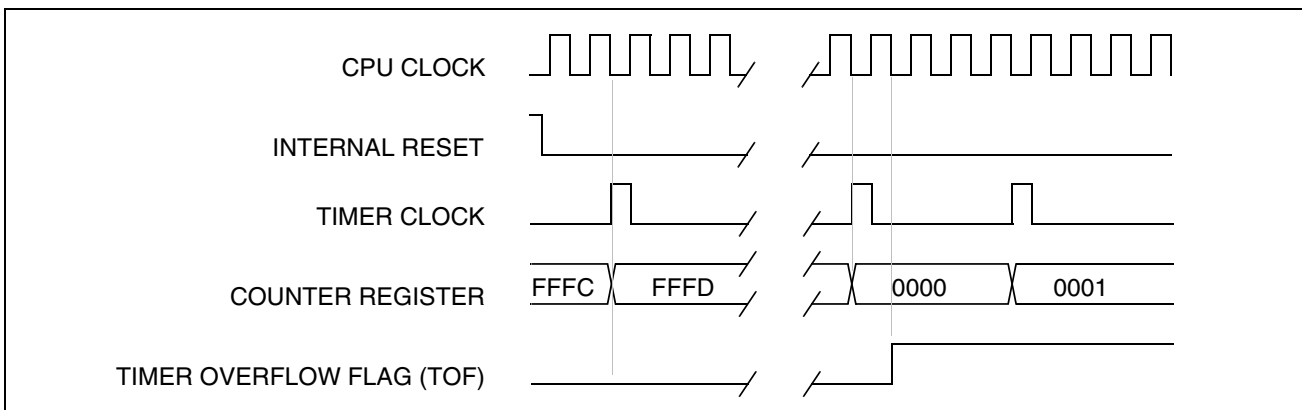 CPU CLOCK
INTERNAL RESET
TIMER CLOCK
COUNTER REGISTER
FFFC
FFFD
0000
0001
TIMER OVERFLOW FLAG (TOF)